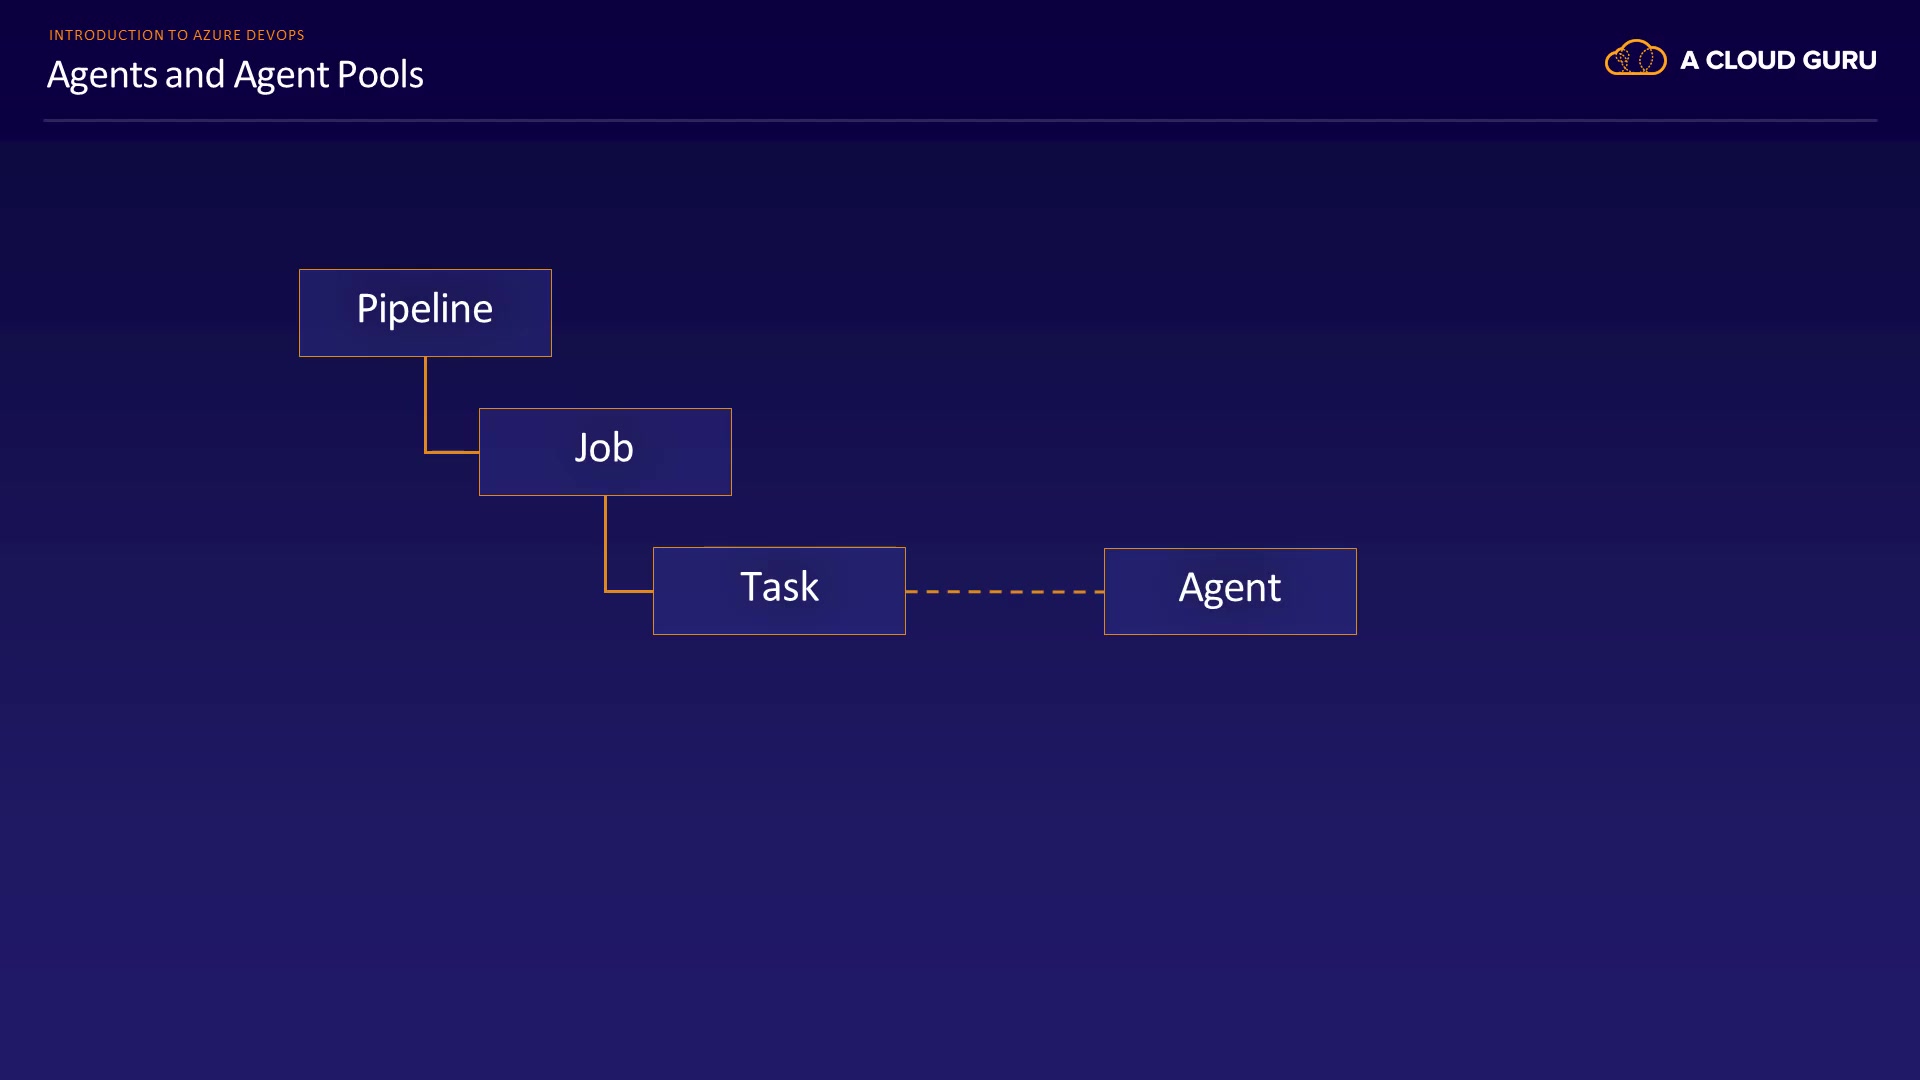 INTRODUCTION TO AZURE DEVOPS
Agents and Agent Pools
A CLOUD GURU
Pipeline
Job
Task
Agent